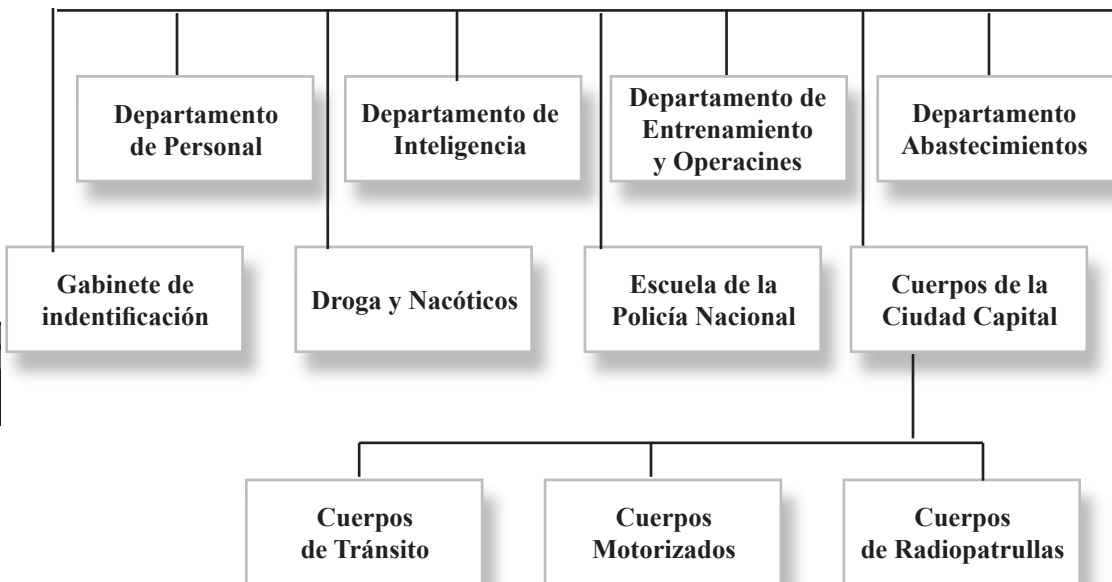 Departamento
de Personal
Departamento de
Inteligencia
Departamento de
Entrenamiento
y Operacines
Departamento
Abastecimientos
Gabinete de
indentificación
Droga y Nacóticos
Escuela de la
Policía Nacional
Cuerpos de la
Ciudad Capital
Cuerpos
de Tránsito
Cuerpos
Motorizados
Cuerpos
de Radiopatrullas